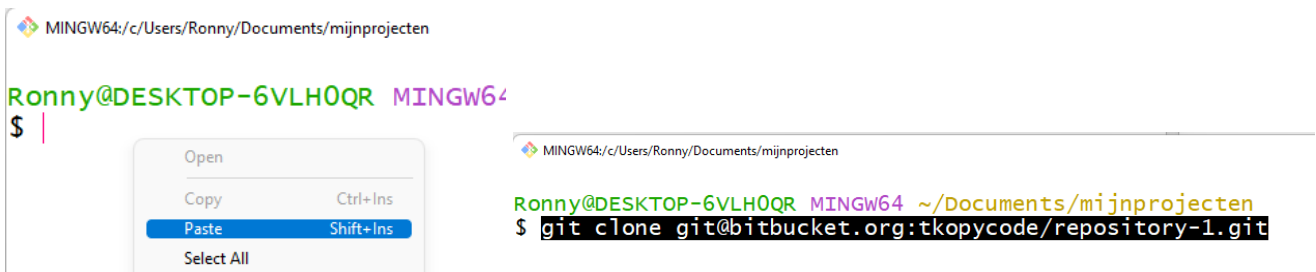 MINGW64:/c/Users/Ronny/Documents/mijnprojecten
Ronny@DESKTOP-6VLH0QR MINGW64
$
Open
Copy Ctrl+Ins
Paste Shift+Ins
Select All
MINGW64:/c/Users/Ronny/Documents/mijnprojecten
Ronny@DESKTOP-6VLH0QR MINGW64 ~/Documents/mijnprojecten
$ git clone git@bitbucket.org:tkopycode/repository-1.git